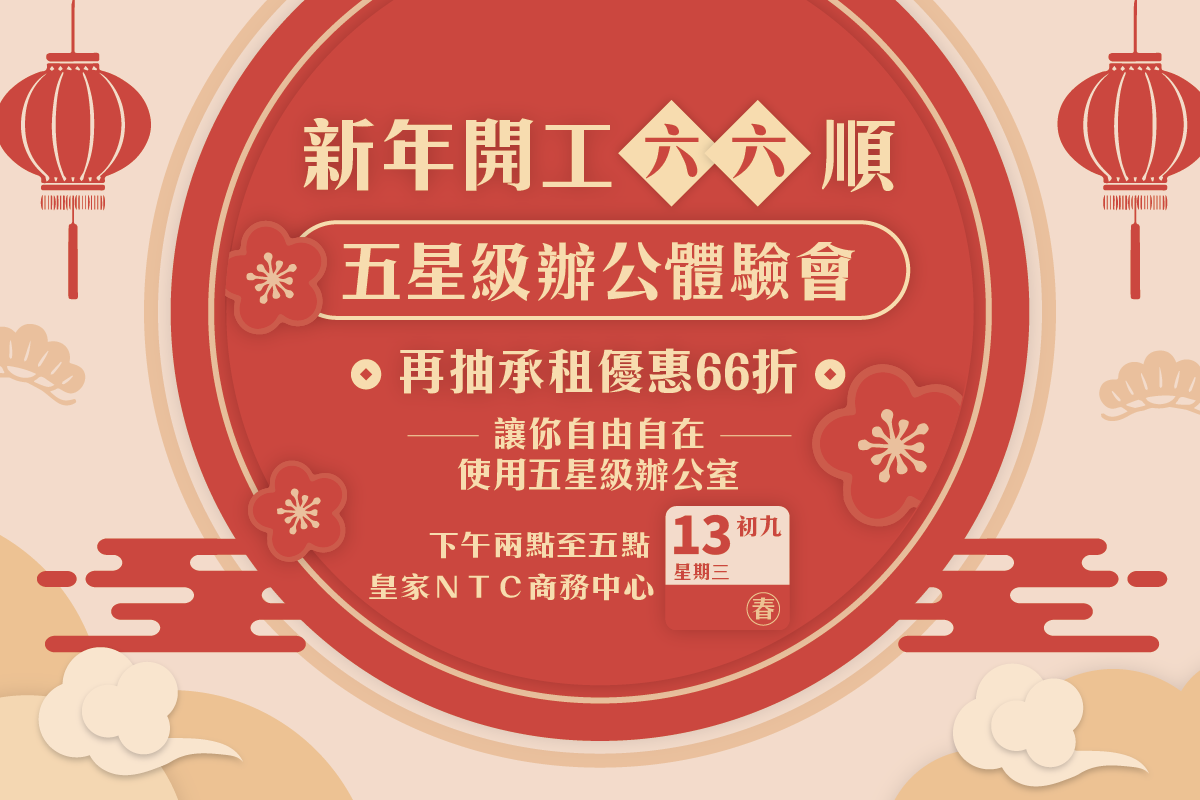 新年開工六六順
五星級辦公體驗會
再抽承租優惠66折
讓你自由自在
使用五星級辦公室
下午兩點至五點
皇家NTC商務中心
13 初九
星期三
春